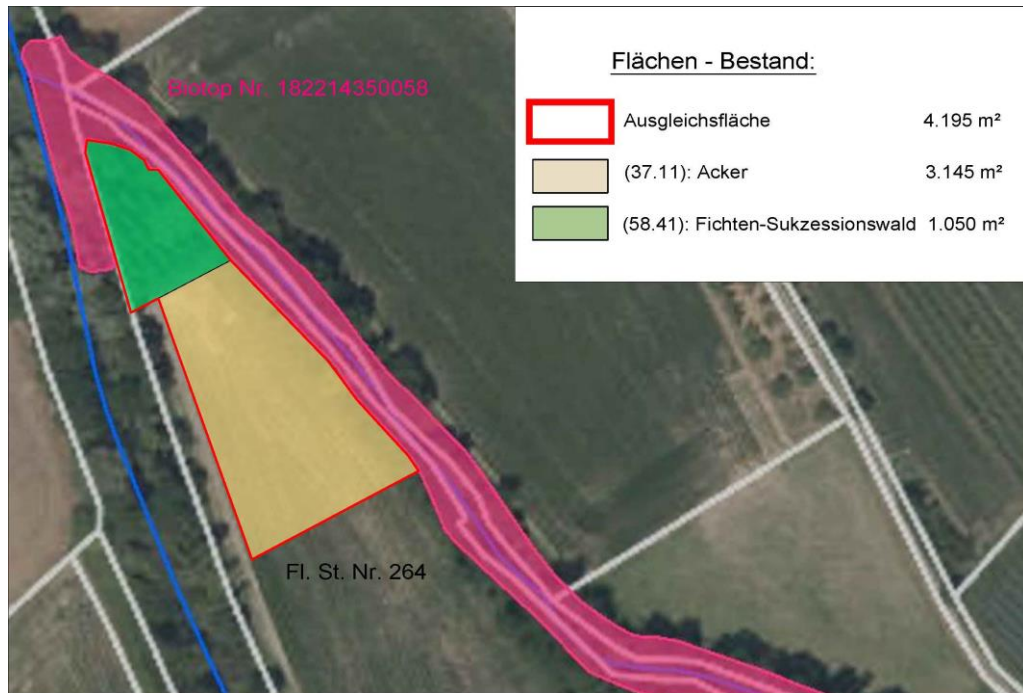 Biotop Nr. 182214350058
Flächen - Bestand:
Ausgleichsfläche 4.195 m²
(37.11): Acker 3.145 m²
(58.41): Fichten-Sukzessionswald 1.050 m²
Fl. St. Nr. 264